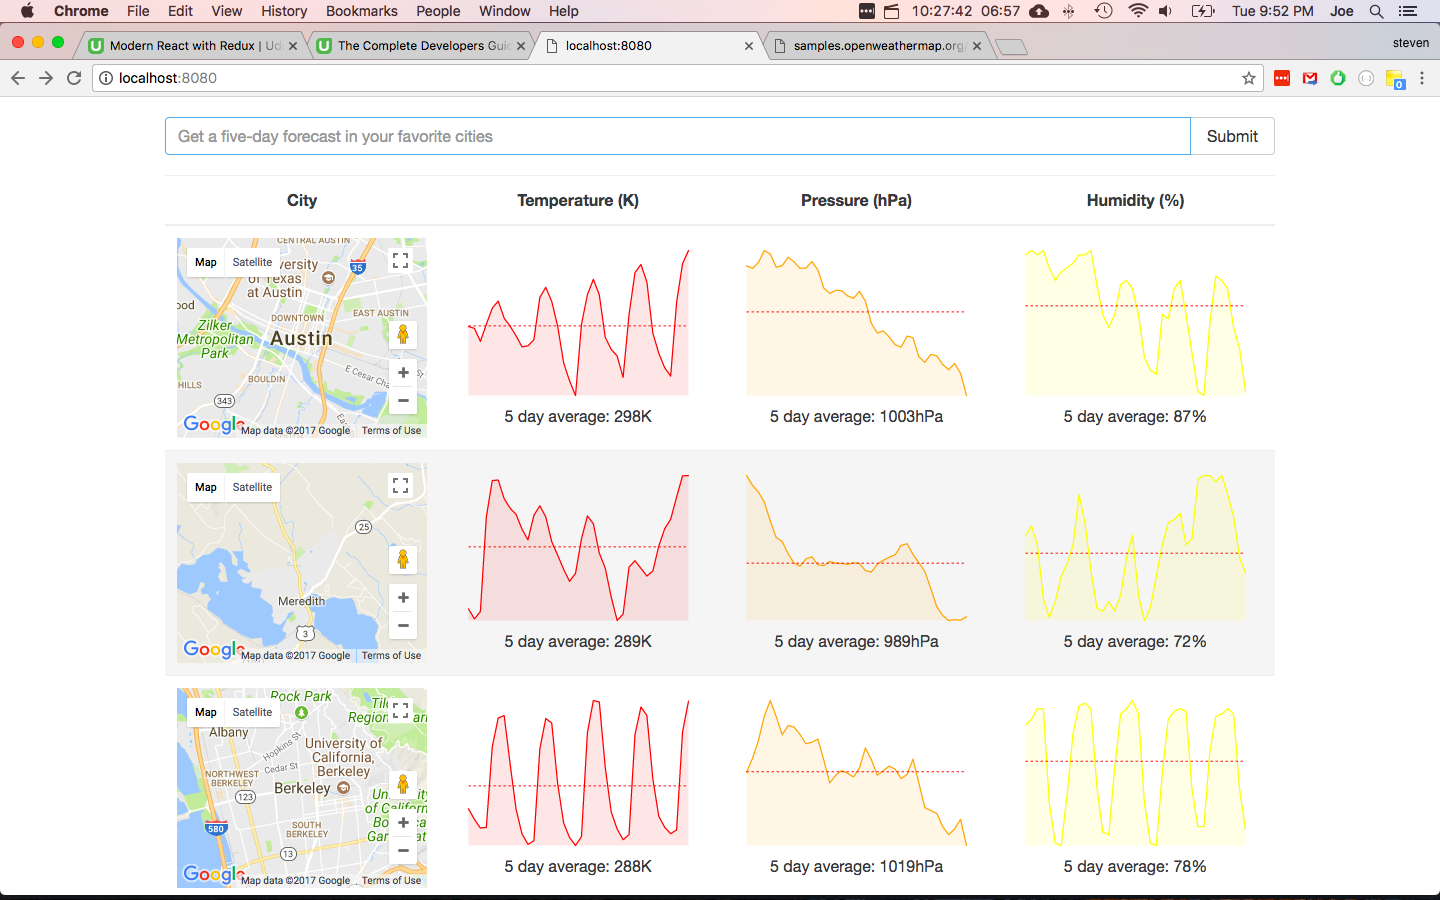 Chrome File Edit View History Bookmarks People Window Help 10:27:42 06:57 Tue 9:52 PM Joe
Modern React with Redux | Ud
The Complete Developers Guid
localhost:8080
samples.openweathermap.org/
steven
localhost:8080
0
Get a five-day forecast in your favorite cities
Submit
City
Temperature (K)
Pressure (hPa)
Humidity (%)
CENTRAL AUSTIN
Map Satellite
versity
of Texas
at Austin
35
ood
DOWNTOWN
EAST AUSTIN
Zilker
Metropolitan
Park
Austin
HILLS
BOULDIN
E Cesar Cha
St
343
Google
Map data ©2017 Google Terms of Use
5 day average: 298K
5 day average: 1003hPa
5 day average: 87%
Map Satellite
25
Meredith
3
Google
Map data ©2017 Google Terms of Use
5 day average: 289K
5 day average: 989hPa
5 day average: 72%
Rock Park
Map Satellite
Albany
Hopkins St
University of
California,
Berkeley
Cedar St
NORTHWEST
BERKELEY
Berkeley
123
580
SOUTH
BERKELEY
13
Google
Map data ©2017 Google Terms of Use
5 day average: 288K
5 day average: 1019hPa
5 day average: 78%